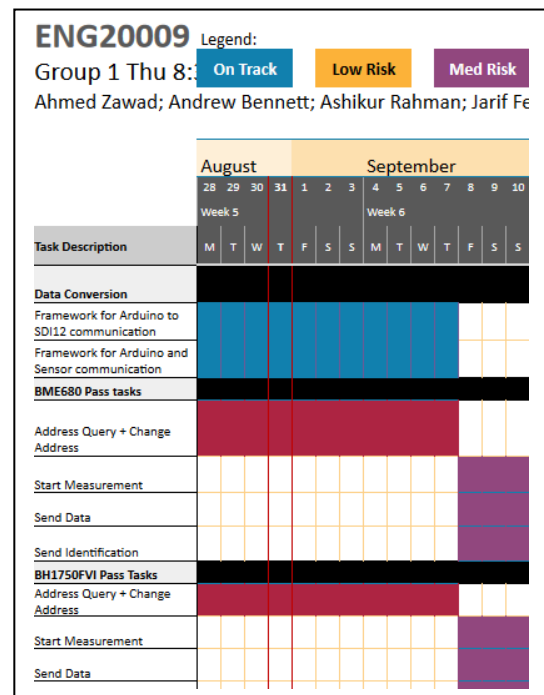 ENG20009 Legend:
Group 1 Thu 8: On Track Low Risk Med Risk
Ahmed Zawad; Andrew Bennett; Ashikur Rahman; Jarif Fe
August September
28 29 30 31 1 2 3 4 5 6 7 8 9 10
Week 5 Week 6
Task Description M T W T F S S M T W T F S S
Data Conversion
Framework for Arduino to
SDI12 communication
Framework for Arduino and
Sensor communication
BME680 Pass tasks
Address Query + Change
Address
Start Measurement
Send Data
Send Identification
BH1750FVI Pass Tasks
Address Query + Change
Address
Start Measurement
Send Data